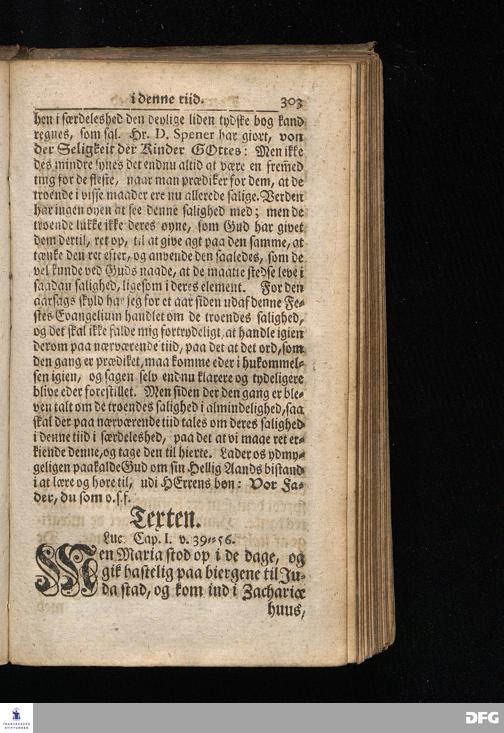 i denne tiid. 303
hen i særdeleshed den deylige liden tydske bog kand
regnes, som sal. Hr. D. Spener har giort, von
der Seligkeit der Kinder GOttes: Men ikke
des mindre synes det endnu altid at være en fremed
ting for de fleste, naar man prædiker for dem, at de
troende i visse maader ere nu allerede salige. Verden
har ingen oyen at see denne salighed med; men de
troende lukke ikke deres oyne, som Gud har givet
dem dertil, ret op, til at give agt paa den samme, at
tænke den ret efter, og anvende den saaledes, som de
vel kunde ved Guds naade, at de maatte stedse leve i
saadan salighed, ligesom i deres element. For den
aarsags skyld har jeg for et aar siden udaf denne Fe-
stes Evangelium handlet om de troendes salighed,
og det skal ikke falde mig fortrydeligt, at handle igien
derom paa nærværende tiid, paa det at det ord, som
den gang er prædiket, maa komme eder i hukommel-
sen igien, og sagen selv endnu klarere og tydeligere
blive eder forestillet. Men siden der den gang er ble-
ven talt om de troendes salighed i almindelighed, saa
skal der paa nærværende tiid tales om deres salighed
i denne tiid i særdeleshed, paa det at vi maae ret er-
kiende denne, og tage den til hierte. Lader os ydmy-
geligen paakalde Gud om sin Hellig Aands bistand
i at lære og høre til, udi HErrens bøn: Vor Fa-
der, du som o.s.f.
Texten.
Luc. Cap. I. v. 39-56.
Men Maria stod op i de dage, og
gik hastelig paa biergene til Ju-
da stad, og kom ind i Zachariæ
huus,
FRANCKESCHE
STIFTUNGEN
DFG